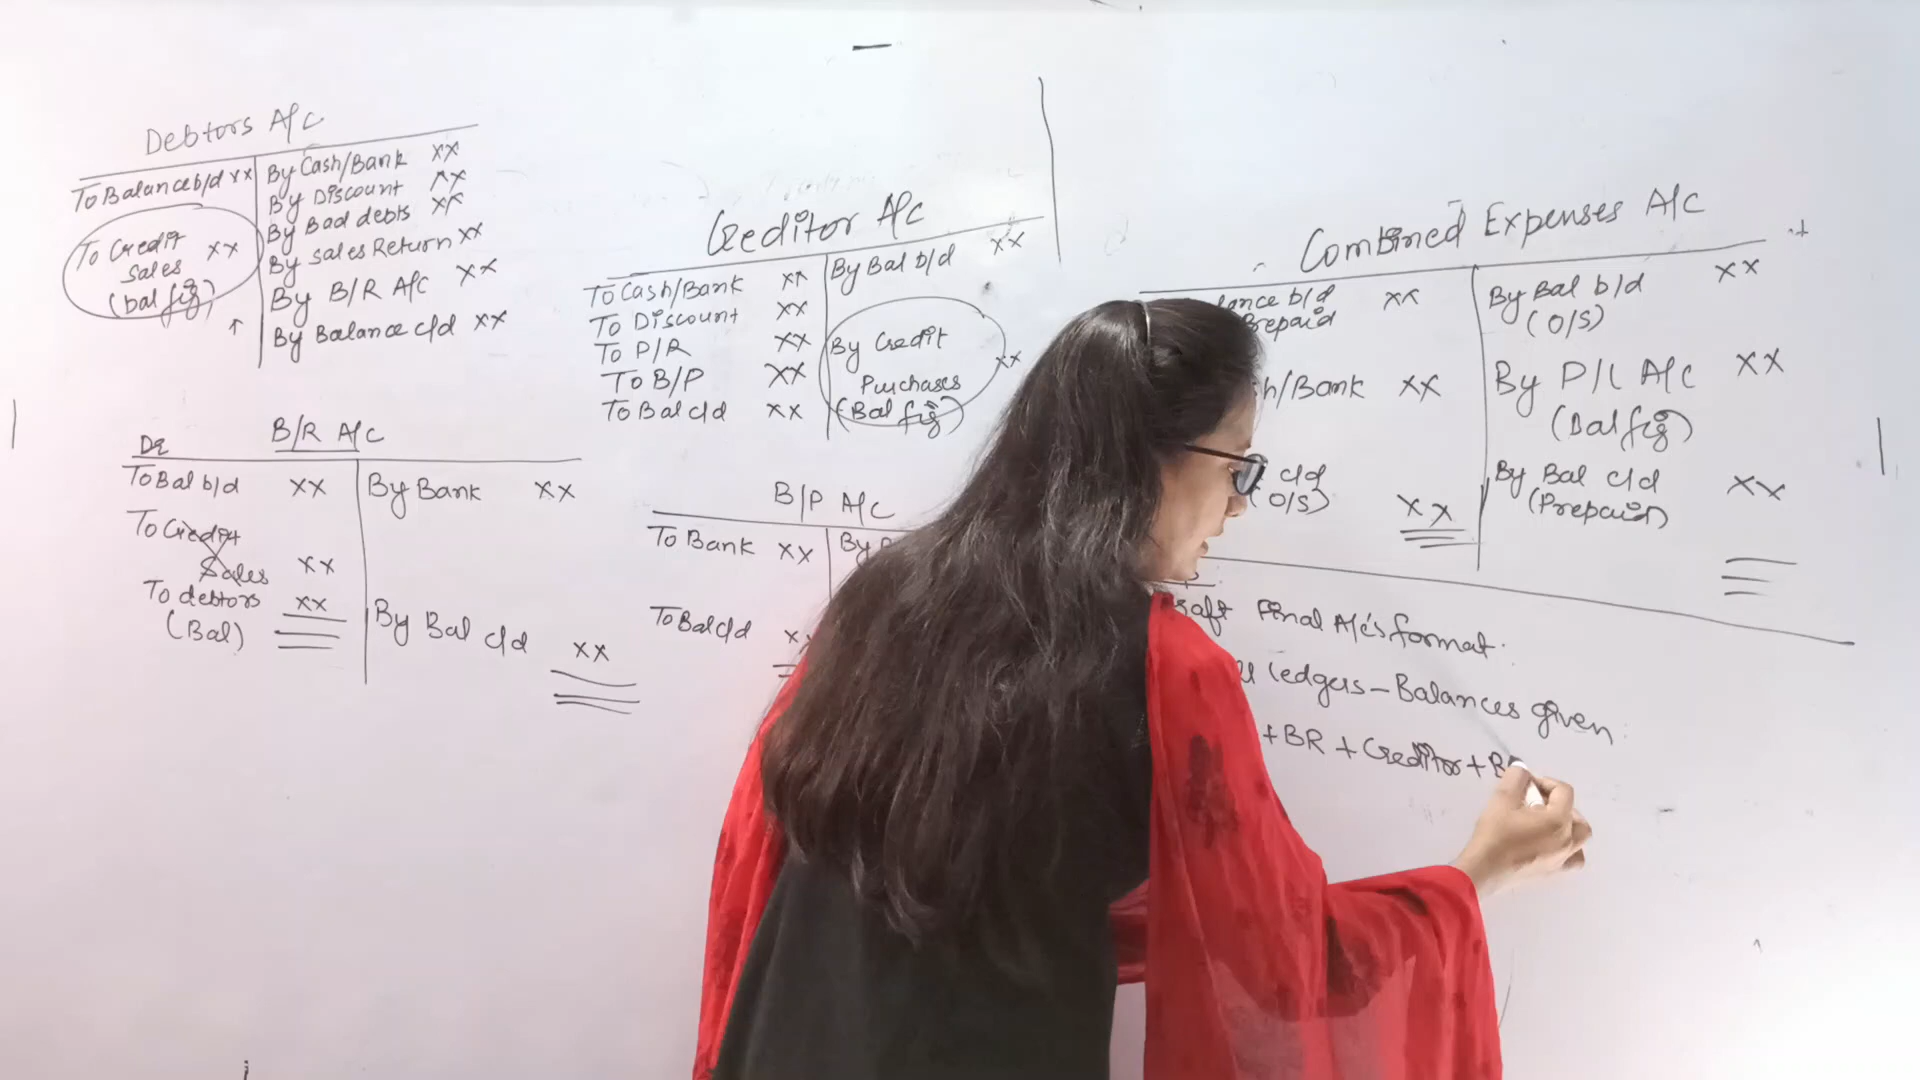 Debtors A/c
To Balance b/d xx
To Credit
Sales xx
(bal fig)
By Cash/Bank xx
By Discount xx
By Bad debts xx
By Sales Return xx
By B/R A/c xx
By Balance c/d xx
B/R A/c
Dr
To Bal b/d xx
To Credit
Sales xx
To debtors xx
(Bal)
By Bank xx
By Bal c/d xx
Creditor A/c
To Cash/Bank xx
To Discount xx
To P/R xx
To B/P xx
To Bal c/d xx
By Bal b/d xx
By Credit
Purchases xx
(Bal fig)
B/P A/c
To Bank xx
To Bal c/d
By
Combined Expenses A/c
b/d xx
/Bank xx
c/d
(O/S) xx
By Bal b/d xx
(O/S)
By P/L A/c xx
(Bal fig)
By Bal c/d xx
(Prepaid)
Final A/c's format.
ledgers - Balances given
+ BR + Creditor +